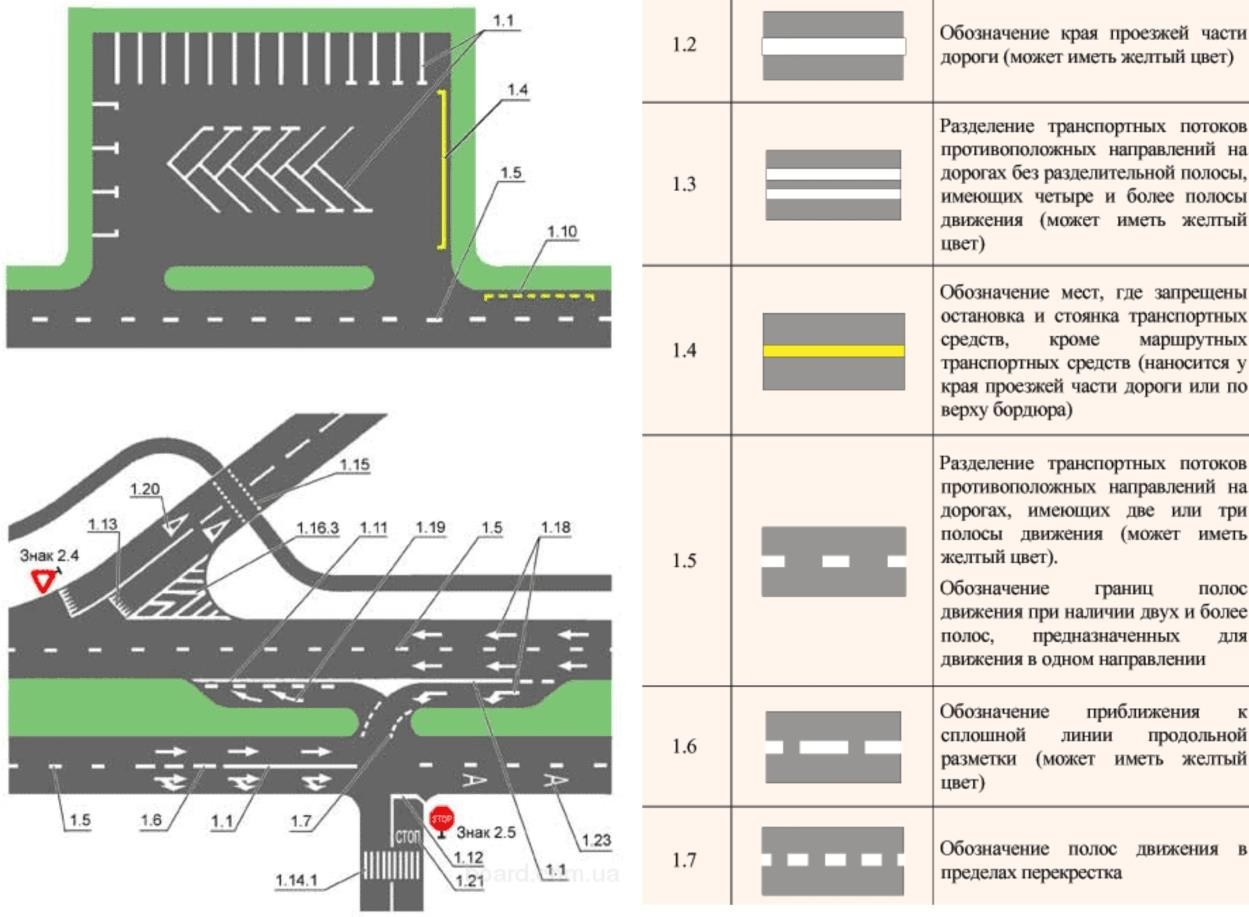 1.1
1.4
1.5
1.10
1.15
1.20
1.13
1.16.3
1.11
1.19
1.5
1.18
Знак 2.4
1.5
1.6
1.1
1.7
СТОП
STOP
Знак 2.5
1.23
1.12
1.1
1.14.1
1.21
board.com.ua
1.2
Обозначение края проезжей части
дороги (может иметь желтый цвет)
1.3
Разделение транспортных потоков
противоположных направлений на
дорогах без разделительной полосы,
имеющих четыре и более полосы
движения (может иметь желтый
цвет)
1.4
Обозначение мест, где запрещены
остановка и стоянка транспортных
средств, кроме маршрутных
транспортных средств (наносится у
края проезжей части дороги или по
верху бордюра)
1.5
Разделение транспортных потоков
противоположных направлений на
дорогах, имеющих две или три
полосы движения (может иметь
желтый цвет).
Обозначение границ полос
движения при наличии двух и более
полос, предназначенных для
движения в одном направлении
1.6
Обозначение приближения к
сплошной линии продольной
разметки (может иметь желтый
цвет)
1.7
Обозначение полос движения в
пределах перекрестка